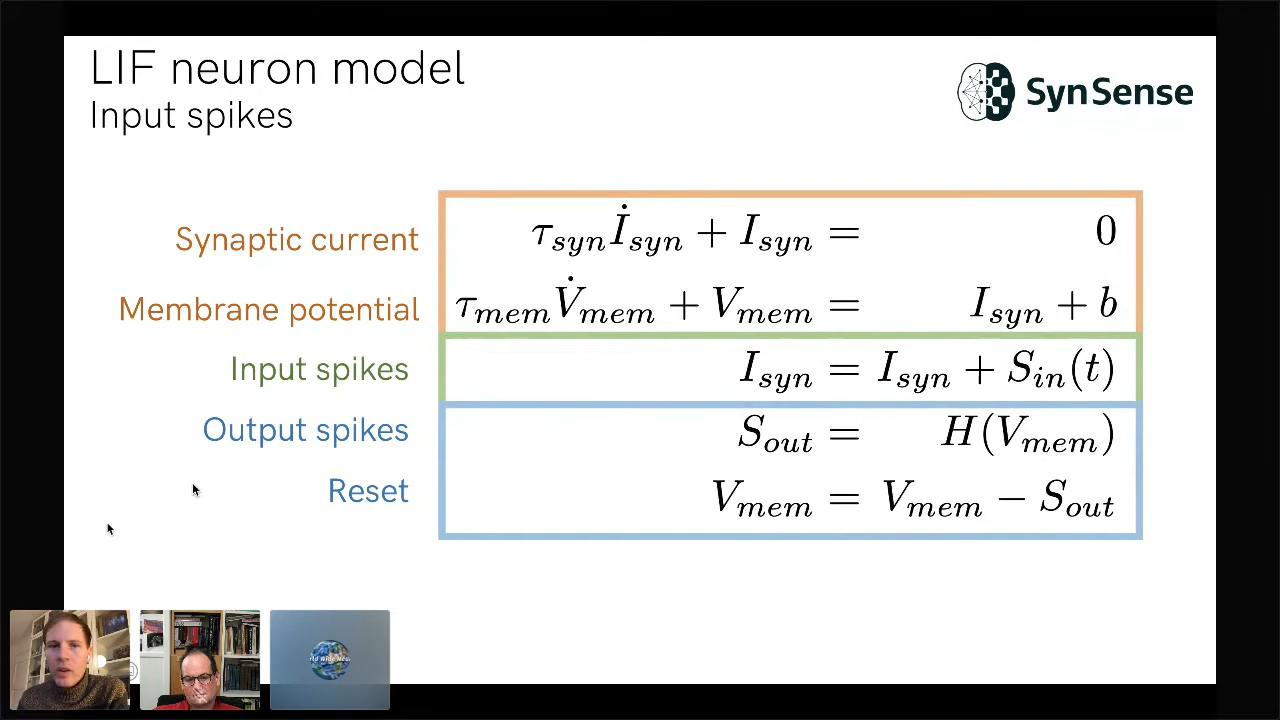 LIF neuron model
Input spikes
SynSense
Synaptic current τ_syn İ_syn + I_syn = 0
Membrane potential τ_mem V̇_mem + V_mem = I_syn + b
Input spikes I_syn = I_syn + S_in(t)
Output spikes S_out = H(V_mem)
Reset V_mem = V_mem − S_out